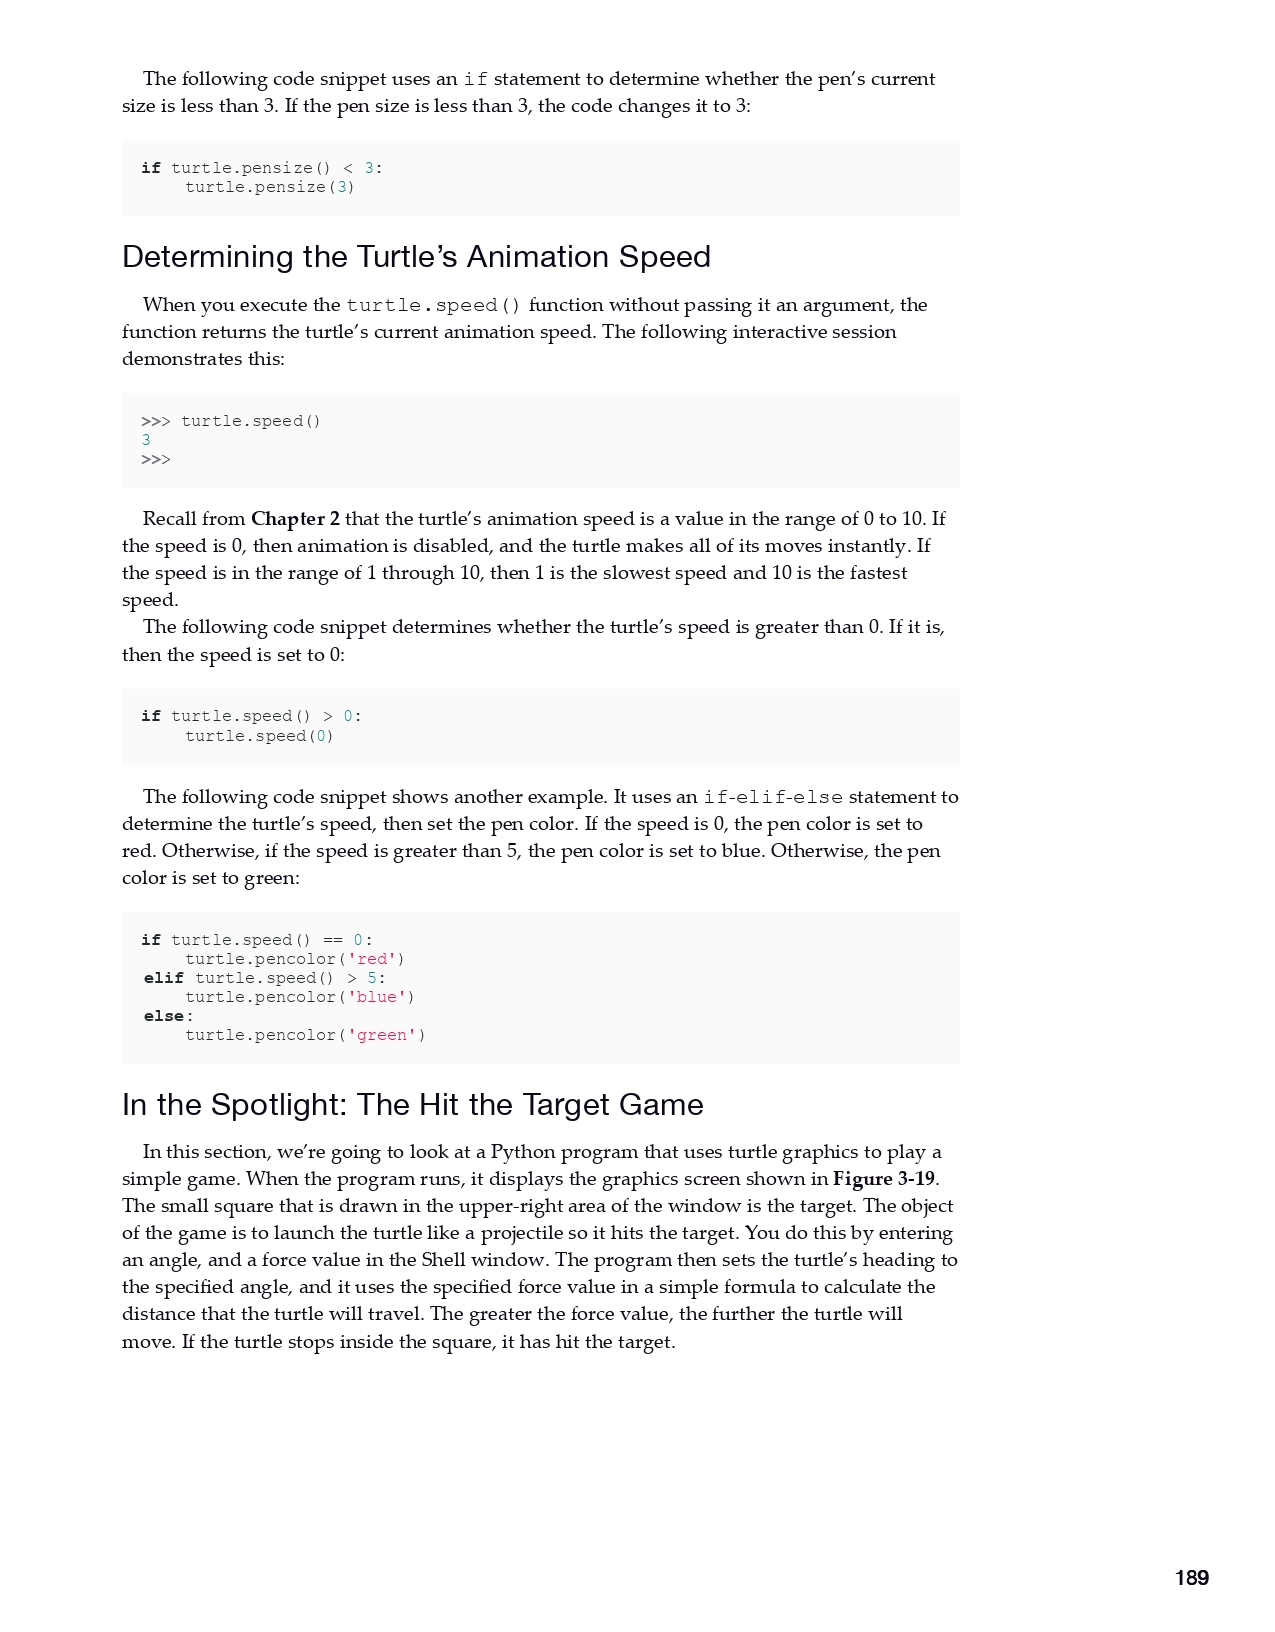 The following code snippet uses an if statement to determine whether the pen’s current
size is less than 3. If the pen size is less than 3, the code changes it to 3:
if turtle.pensize() < 3:
    turtle.pensize(3)
Determining the Turtle’s Animation Speed
When you execute the turtle.speed() function without passing it an argument, the
function returns the turtle’s current animation speed. The following interactive session
demonstrates this:
>>> turtle.speed()
3
>>>
Recall from Chapter 2 that the turtle’s animation speed is a value in the range of 0 to 10. If
the speed is 0, then animation is disabled, and the turtle makes all of its moves instantly. If
the speed is in the range of 1 through 10, then 1 is the slowest speed and 10 is the fastest
speed.
The following code snippet determines whether the turtle’s speed is greater than 0. If it is,
then the speed is set to 0:
if turtle.speed() > 0:
    turtle.speed(0)
The following code snippet shows another example. It uses an if-elif-else statement to
determine the turtle’s speed, then set the pen color. If the speed is 0, the pen color is set to
red. Otherwise, if the speed is greater than 5, the pen color is set to blue. Otherwise, the pen
color is set to green:
if turtle.speed() == 0:
    turtle.pencolor('red')
elif turtle.speed() > 5:
    turtle.pencolor('blue')
else:
    turtle.pencolor('green')
In the Spotlight: The Hit the Target Game
In this section, we’re going to look at a Python program that uses turtle graphics to play a
simple game. When the program runs, it displays the graphics screen shown in Figure 3-19.
The small square that is drawn in the upper-right area of the window is the target. The object
of the game is to launch the turtle like a projectile so it hits the target. You do this by entering
an angle, and a force value in the Shell window. The program then sets the turtle’s heading to
the specified angle, and it uses the specified force value in a simple formula to calculate the
distance that the turtle will travel. The greater the force value, the further the turtle will
move. If the turtle stops inside the square, it has hit the target.
189